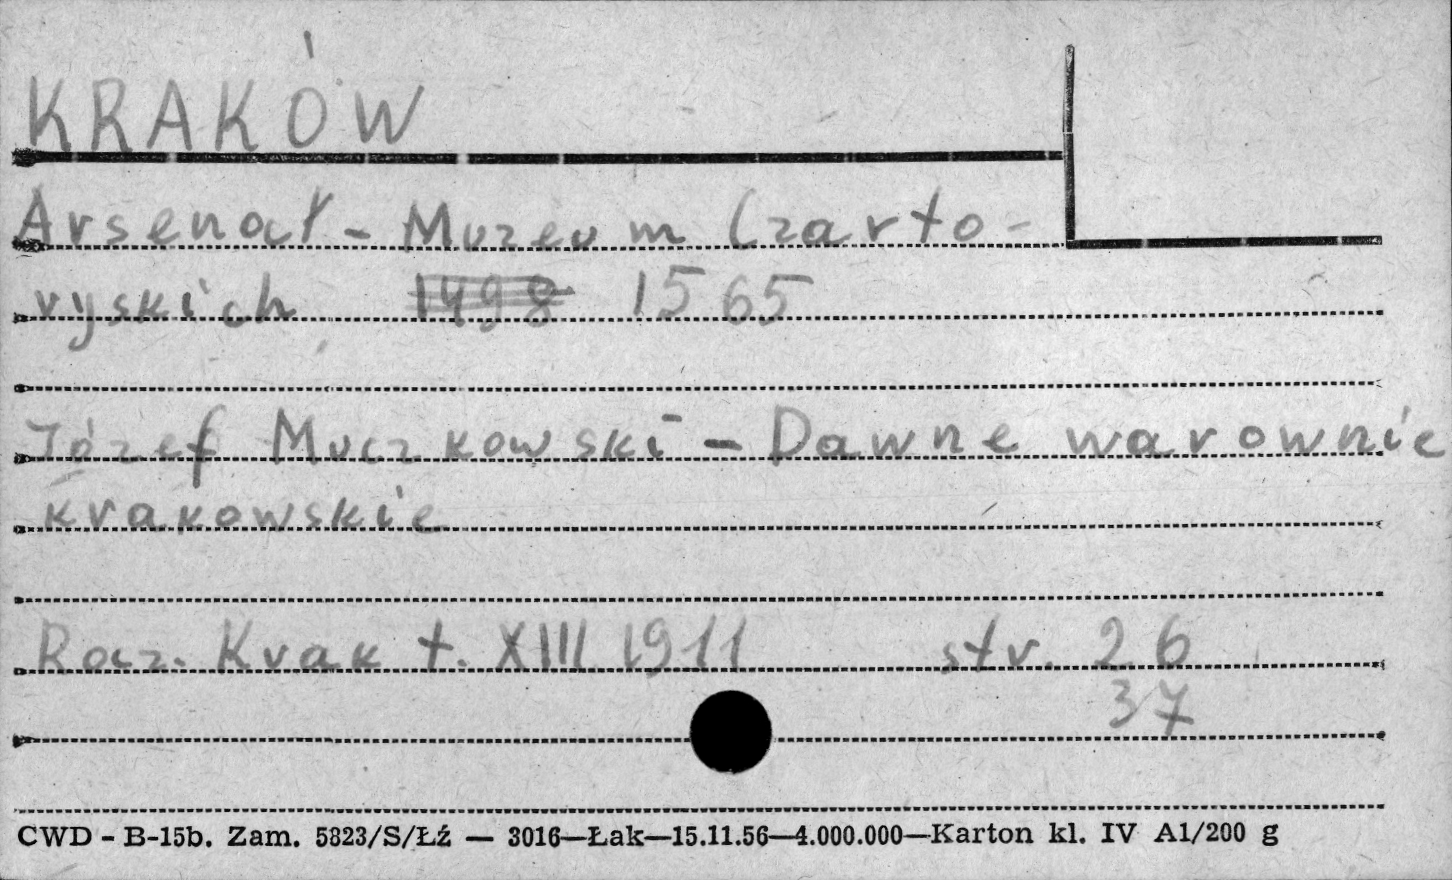 KRAKÓW
Arsenał - Muzeum Czarto-
ryskich 1498 1565
Józef Muczkowski - Dawne warownie
krakowskie
Rocz. Krak t. XIII 1911 str. 26
37
CWD - B-15b. Zam. 5823/S/Łź — 3016—Łak—15.11.56—4.000.000—Karton kl. IV A1/200 g